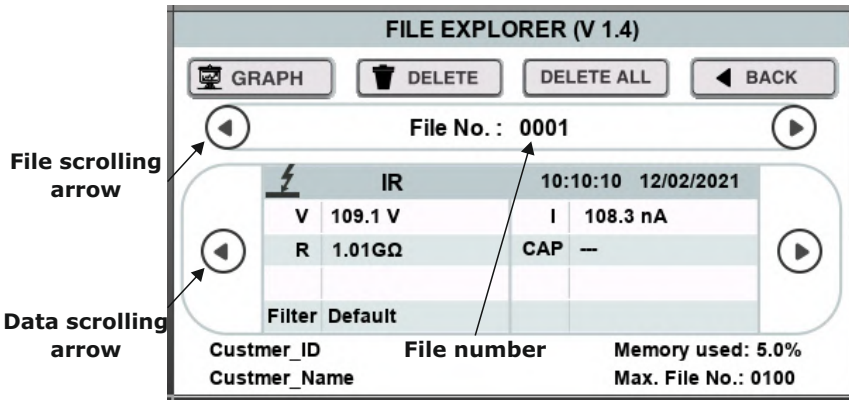 FILE EXPLORER (V 1.4)
GRAPH
DELETE
DELETE ALL
BACK
File No. : 0001
File scrolling
arrow
IR 10:10:10 12/02/2021
V 109.1 V I 108.3 nA
R 1.01GΩ CAP ---
Filter Default
Data scrolling
arrow
File number
Custmer_ID
Memory used: 5.0%
Custmer_Name
Max. File No.: 0100